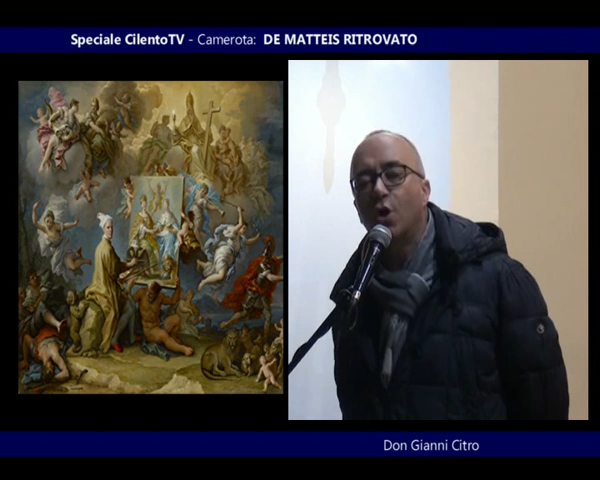 Speciale CilentoTV - Camerota: DE MATTEIS RITROVATO
Don Gianni Citro